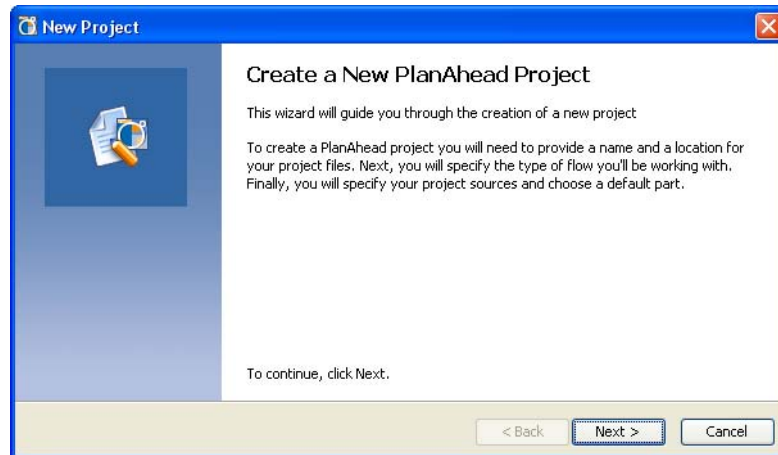 New Project
Create a New PlanAhead Project
This wizard will guide you through the creation of a new project
To create a PlanAhead project you will need to provide a name and a location for
your project files. Next, you will specify the type of flow you'll be working with.
Finally, you will specify your project sources and choose a default part.
To continue, click Next.
< Back
Next >
Cancel